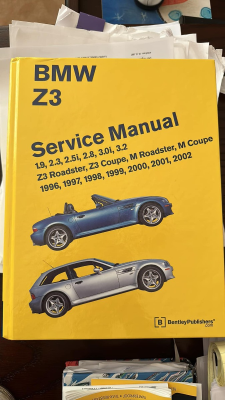 BMW
Z3
Service Manual
1.9, 2.3, 2.5i, 2.8, 3.0i, 3.2
Z3 Roadster, Z3 Coupe, M Roadster, M Coupe
1996, 1997, 1998, 1999, 2000, 2001, 2002
B BentleyPublishers
.com